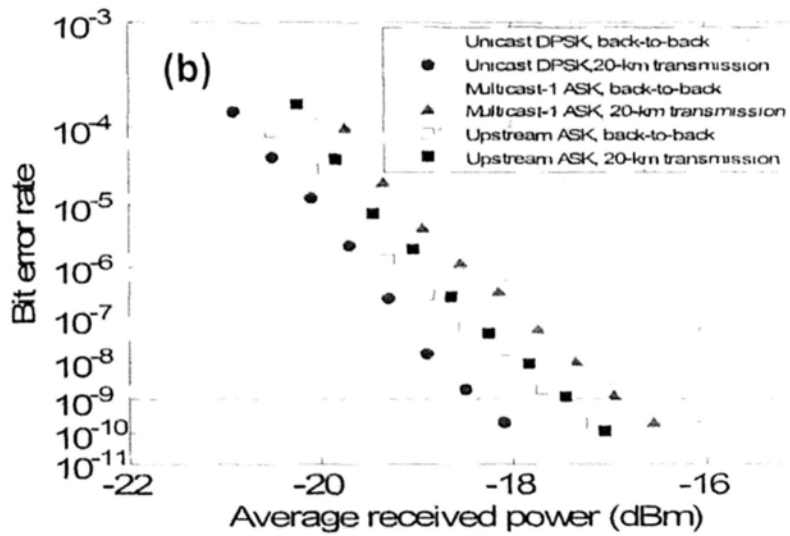 10-3
(b)
Unicast DPSK, back-to-back
Unicast DPSK,20-km transmission
Multicast-1 ASK, back-to-back
Multicast-1 ASK, 20-km transmission
Upstream ASK, back-to-back
Upstream ASK, 20-km transmission
10-4
10-5
10-6
10-7
10-8
10-9
10-10
10-11
Bit error rate
-22 -20 -18 -16
Average received power (dBm)